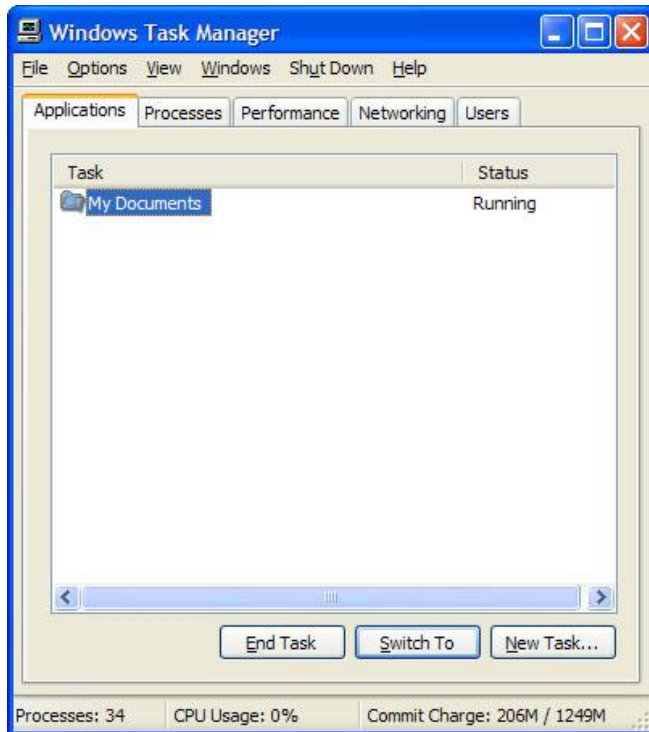 Windows Task Manager
File Options View Windows Shut Down Help
Applications Processes Performance Networking Users
Task Status
My Documents Running
End Task Switch To New Task...
Processes: 34 CPU Usage: 0% Commit Charge: 206M / 1249M